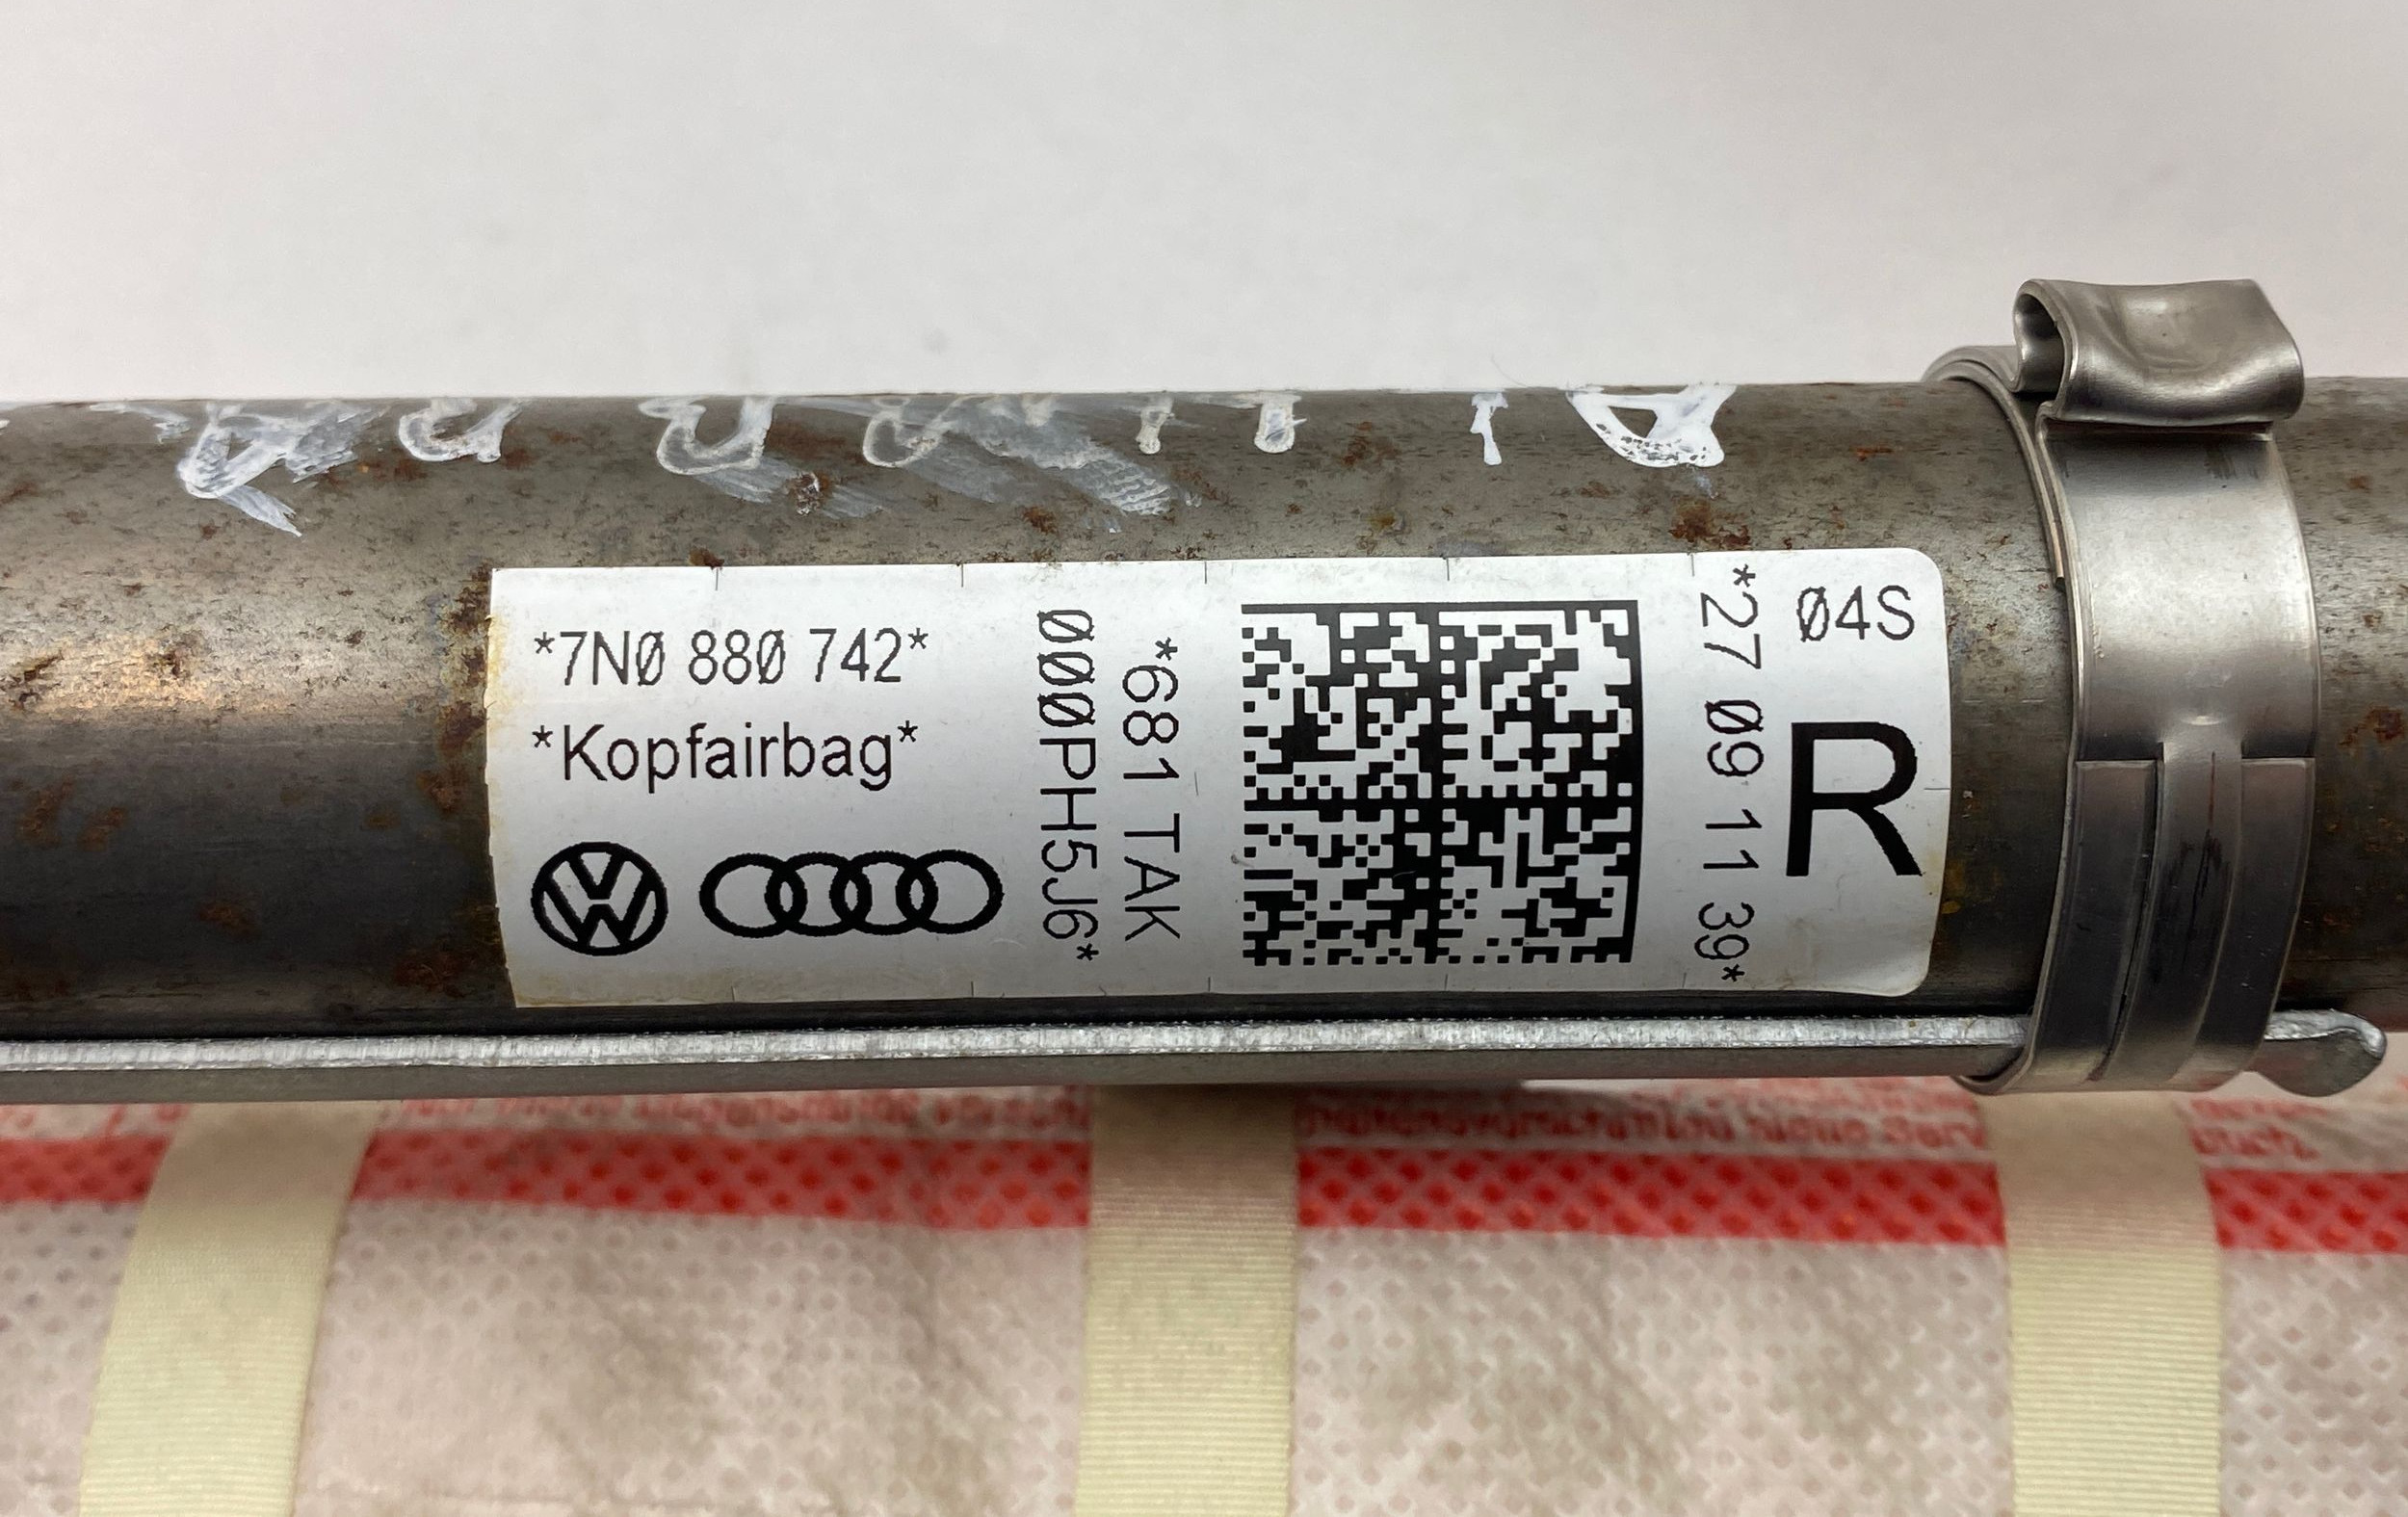 *7N0 880 742*
*Kopfairbag*
*681 TAK
000PH5J6*
*27 09 11 39*
04S
R